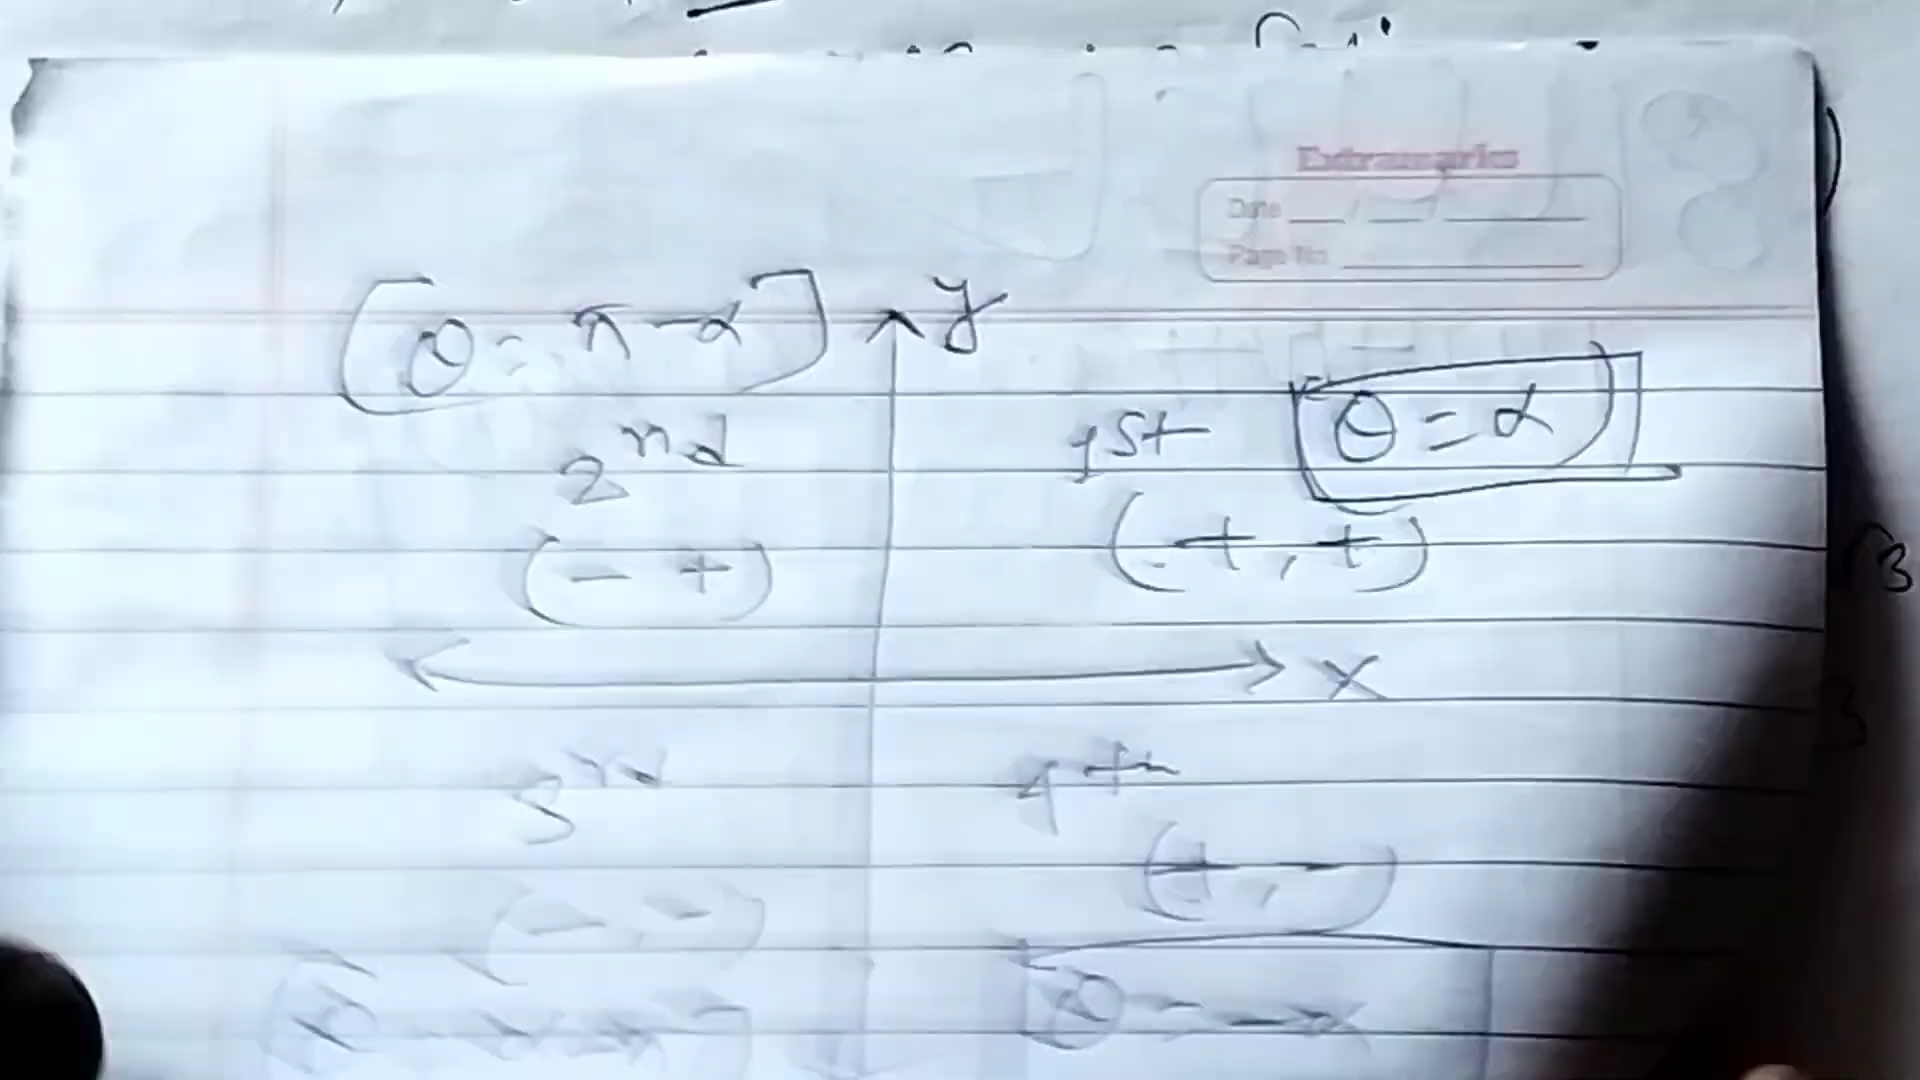 Extramarks
Date
Page No
[θ = π - α] y
1st [θ = α]
2nd
(- +) (+, +)
x
3rd 4th
(+, -)
(- -)
θ = -α